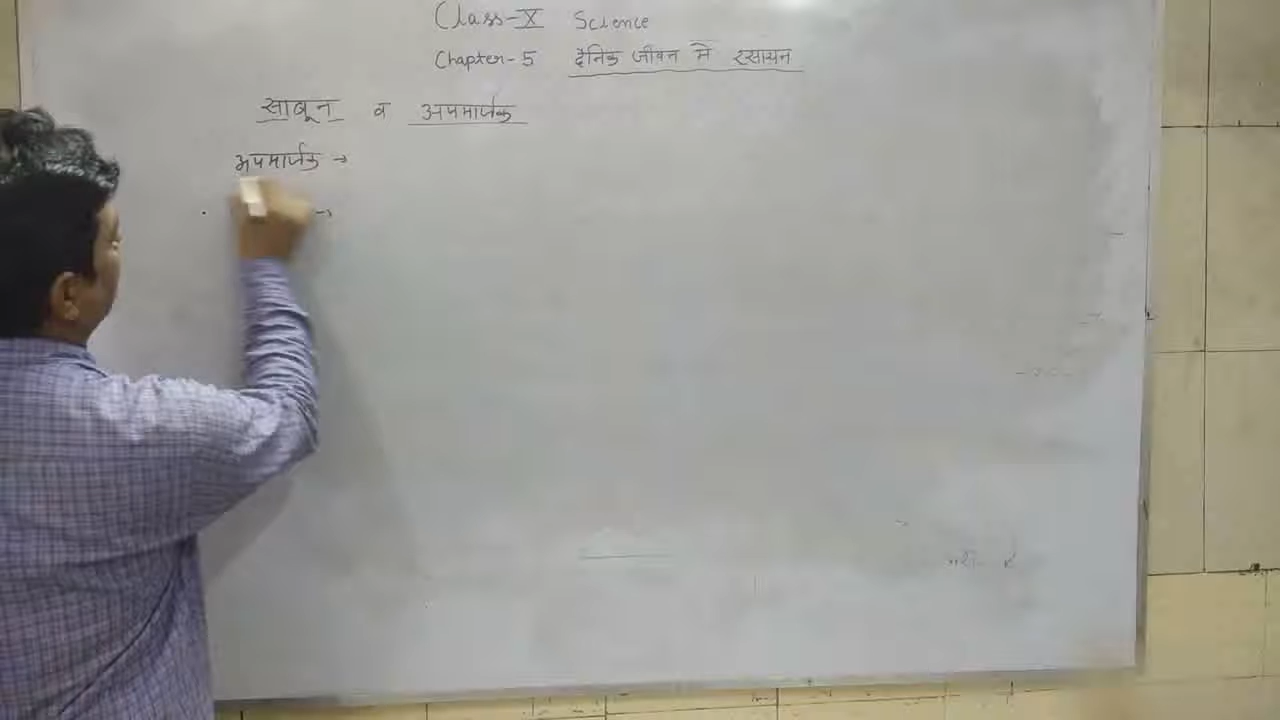 Class-X Science
Chapter-5 दैनिक जीवन मे रसायन
साबून व अपमार्जक
अपमार्जक →
→